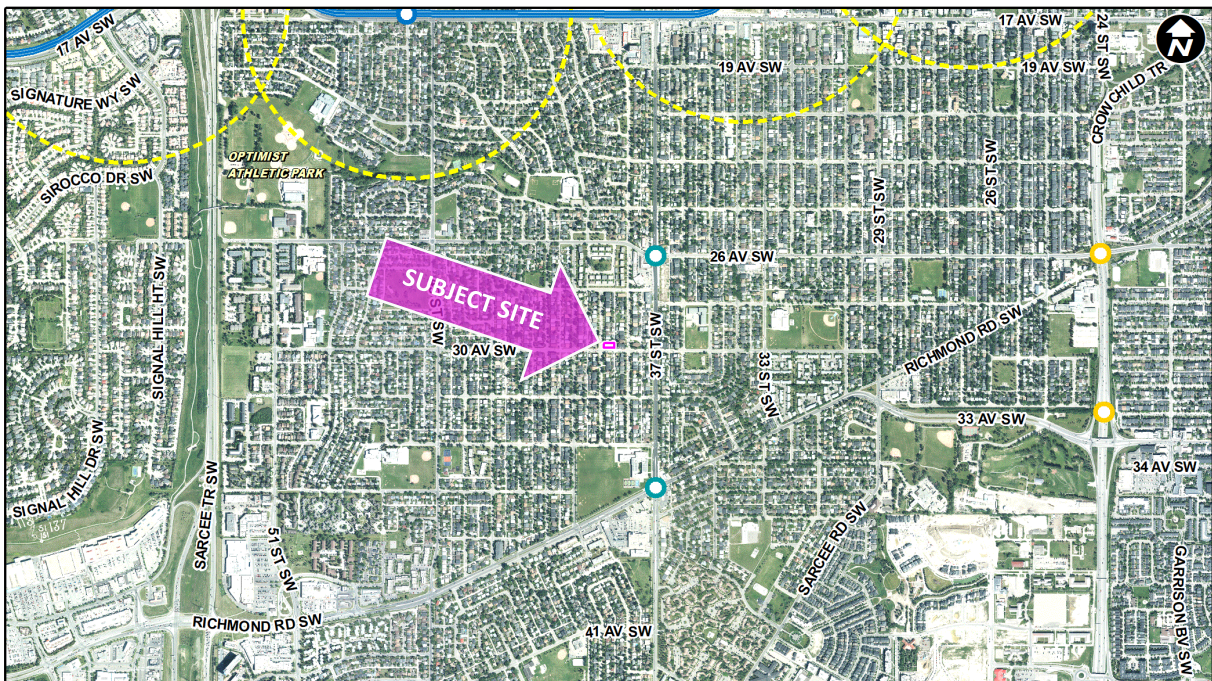 17 AV SW
17 AV SW
24 ST SW
N
19 AV SW
19 AV SW
SIGNATURE WY SW
CROWCHILD TR
OPTIMIST
ATHLETIC PARK
SIROCCO DR SW
26 ST SW
29 ST SW
26 AV SW
SIGNAL HILL HT SW
SUBJECT SITE
ST SW
30 AV SW
37 ST SW
33 ST SW
RICHMOND RD SW
33 AV SW
34 AV SW
SIGNAL HILL DR SW
SARCEE TR SW
51 ST SW
SARCEE RD SW
GARRISON BV SW
RICHMOND RD SW
41 AV SW